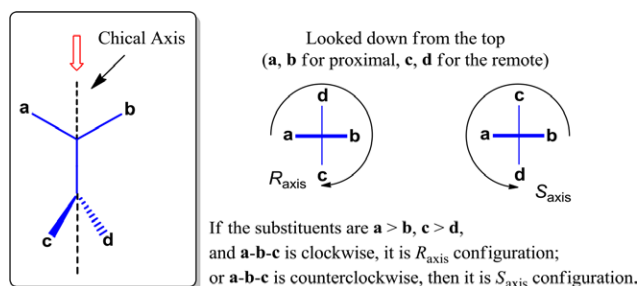 Chical Axis
a
b
c
d
Looked down from the top
(a, b for proximal, c, d for the remote)
d
a
b
c
Raxis
c
a
b
d
Saxis
If the substituents are a > b, c > d,
and a-b-c is clockwise, it is Raxis configuration;
or a-b-c is counterclockwise, then it is Saxis configuration.